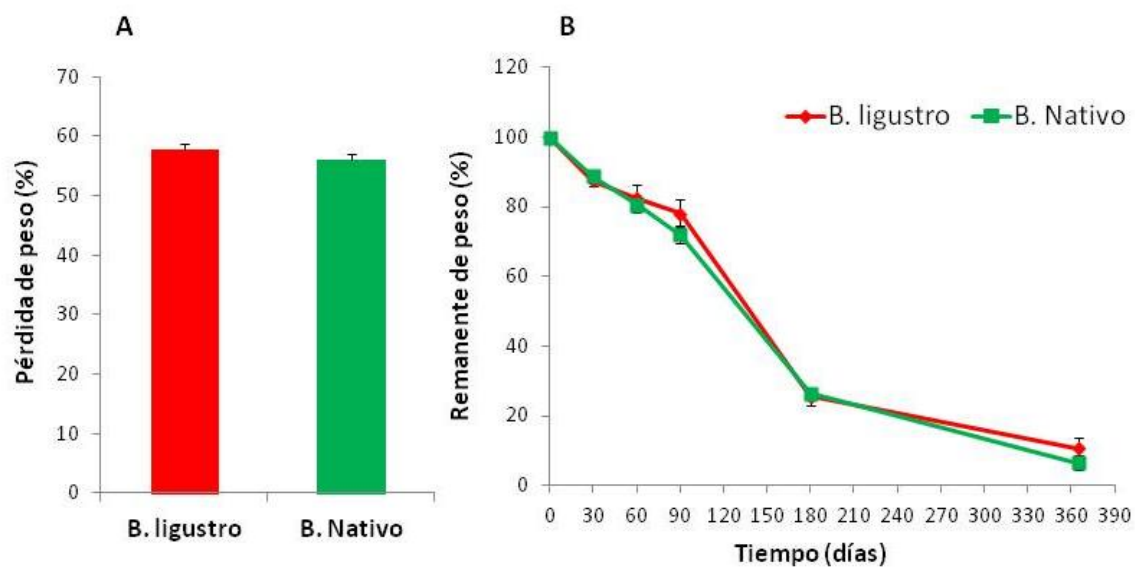 A
Pérdida de peso (%)
70
60
50
40
30
20
10
0
B. ligustro B. Nativo
B
Remanente de peso (%)
120
100
80
60
40
20
0
B. ligustro B. Nativo
0 30 60 90 120 150 180 210 240 270 300 330 360 390
Tiempo (días)